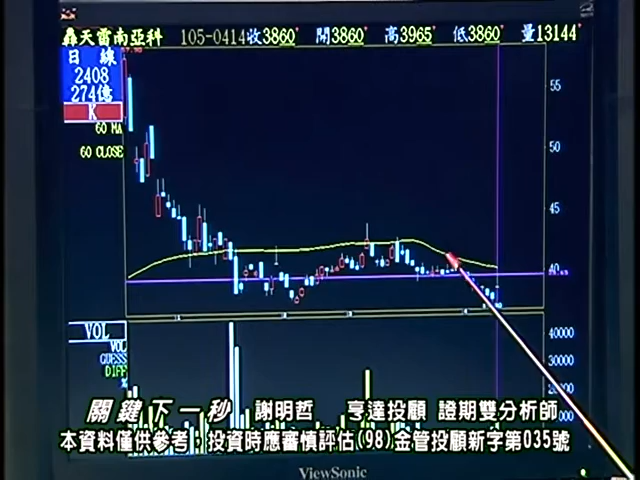 轟天雷南亞科 105-0414收3860 開3860 高3965 低3860 量13144
日線
2408
274億
K
60 MA
60 CLOSE
55
50
45
40
VOL
VOL
GUESS
DIFF
%
40000
30000
關鍵下一秒 謝明哲 亨達投顧 證期雙分析師
本資料僅供參考；投資時應審慎評估(98)金管投顧新字第035號
ViewSonic